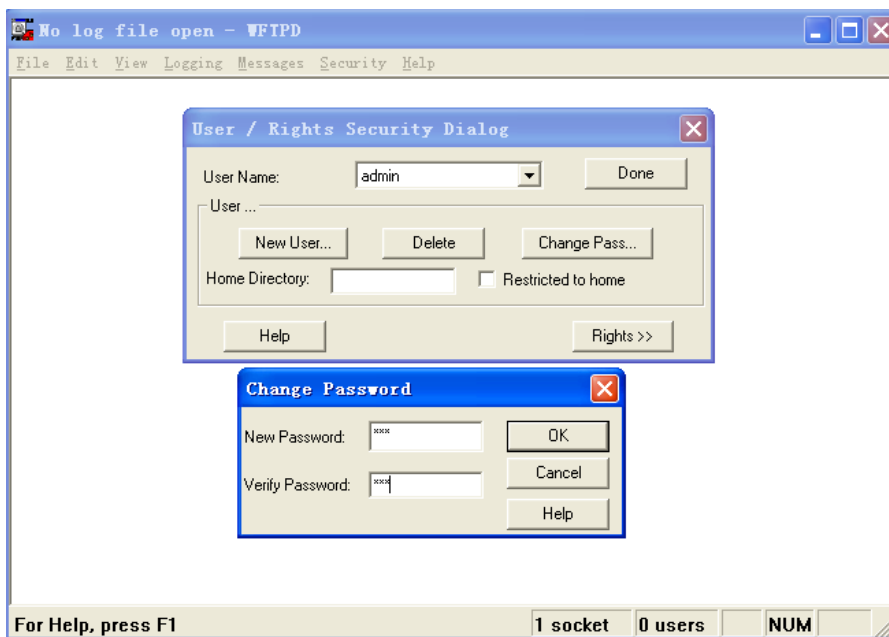 No log file open - WFTPD
File Edit View Logging Messages Security Help
User / Rights Security Dialog
User Name: admin Done
User ...
New User... Delete Change Pass...
Home Directory: Restricted to home
Help Rights >>
Change Password
New Password: *** OK
Cancel
Verify Password: ***
Help
For Help, press F1 1 socket 0 users NUM